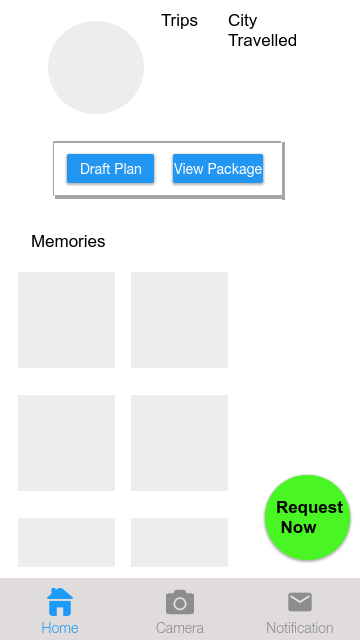 Trips
City
Travelled
Draft Plan
View Package
Memories
Request
Now
Home
Camera
Notification